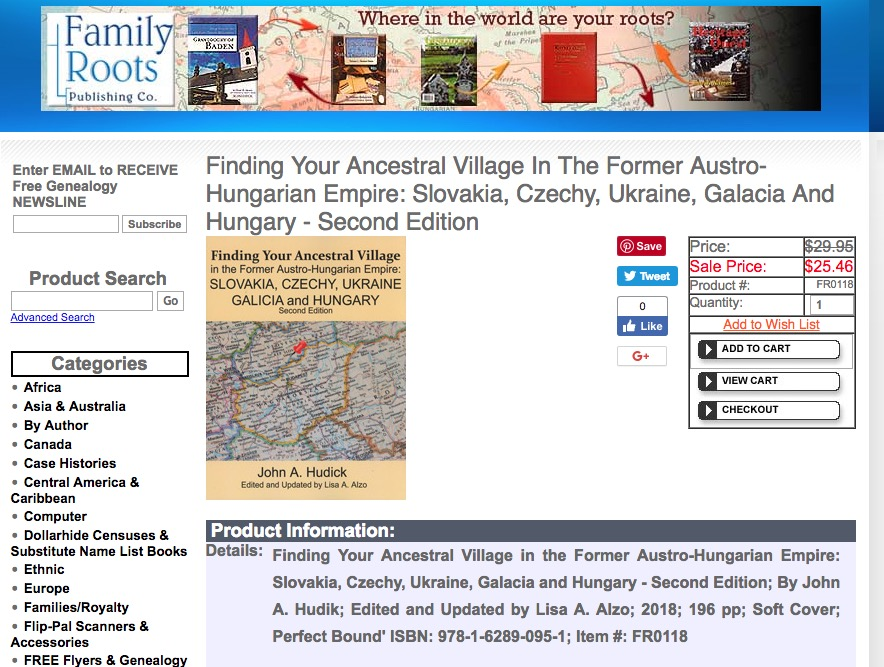 Family
Roots
Publishing Co.
Where in the world are your roots?
GRAND DUCHY OF
BADEN
HUNGARIAN
Enter EMAIL to RECEIVE
Free Genealogy
NEWSLINE
Subscribe
Product Search
Go
Advanced Search
Categories
Africa
Asia & Australia
By Author
Canada
Case Histories
Central America &
Caribbean
Computer
Dollarhide Censuses &
Substitute Name List Books
Ethnic
Europe
Families/Royalty
Flip-Pal Scanners &
Accessories
FREE Flyers & Genealogy
Finding Your Ancestral Village In The Former Austro-
Hungarian Empire: Slovakia, Czechy, Ukraine, Galacia And
Hungary - Second Edition
Finding Your Ancestral Village
in the Former Austro-Hungarian Empire:
SLOVAKIA, CZECHY, UKRAINE
GALICIA and HUNGARY
Second Edition
John A. Hudick
Edited and Updated by Lisa A. Alzo
Save
Tweet
0
Like
G+
Price: $29.95
Sale Price: $25.46
Product #: FR0118
Quantity: 1
Add to Wish List
ADD TO CART
VIEW CART
CHECKOUT
Product Information:
Details: Finding Your Ancestral Village in the Former Austro-Hungarian Empire:
Slovakia, Czechy, Ukraine, Galacia and Hungary - Second Edition; By John
A. Hudik; Edited and Updated by Lisa A. Alzo; 2018; 196 pp; Soft Cover;
Perfect Bound' ISBN: 978-1-6289-095-1; Item #: FR0118